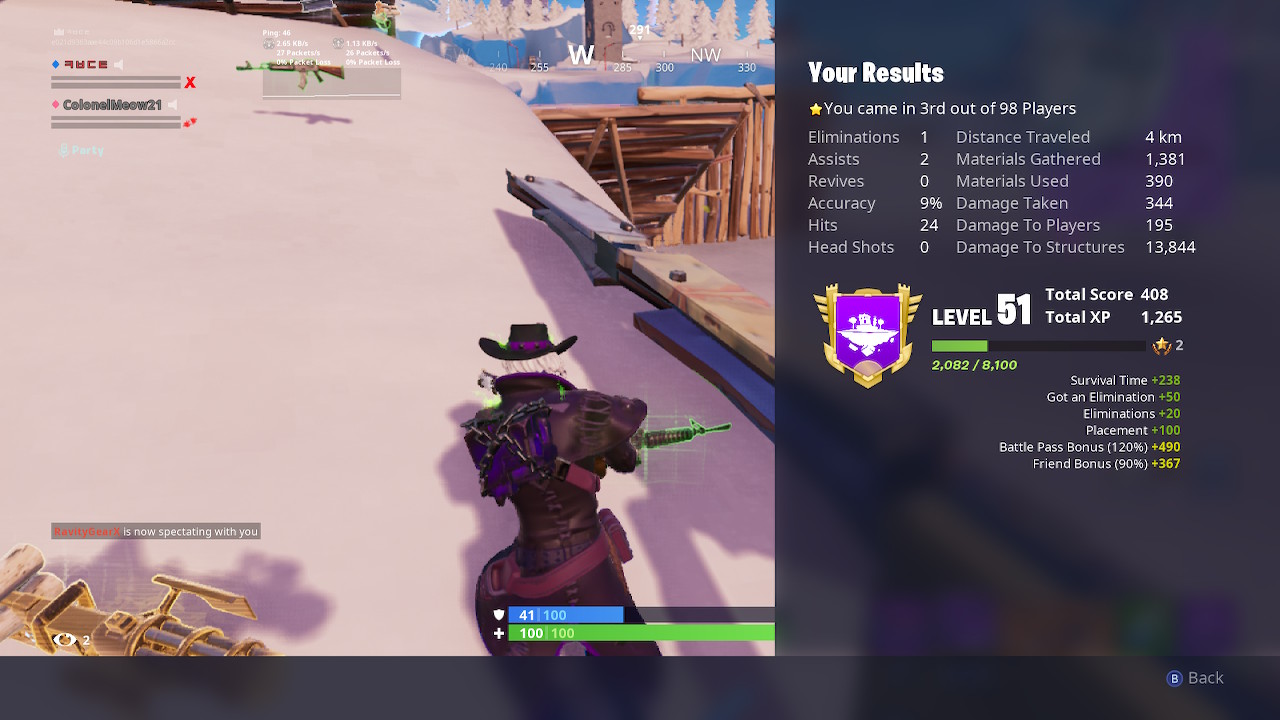 Ping: 46
2.65 KB/s 1.13 KB/s
27 Packets/s 26 Packets/s
0% Packet Loss 0% Packet Loss
ㅋㅂㄷㅌ
X
ColonelMeow21
Party
291
240 255 W 285 300 NW 330
RavityGearX is now spectating with you
2
41 | 100
100 | 100
Your Results
You came in 3rd out of 98 Players
Eliminations 1 Distance Traveled 4 km
Assists 2 Materials Gathered 1,381
Revives 0 Materials Used 390
Accuracy 9% Damage Taken 344
Hits 24 Damage To Players 195
Head Shots 0 Damage To Structures 13,844
LEVEL 51
Total Score 408
Total XP 1,265
2
2,082 / 8,100
Survival Time +238
Got an Elimination +50
Eliminations +20
Placement +100
Battle Pass Bonus (120%) +490
Friend Bonus (90%) +367
B Back